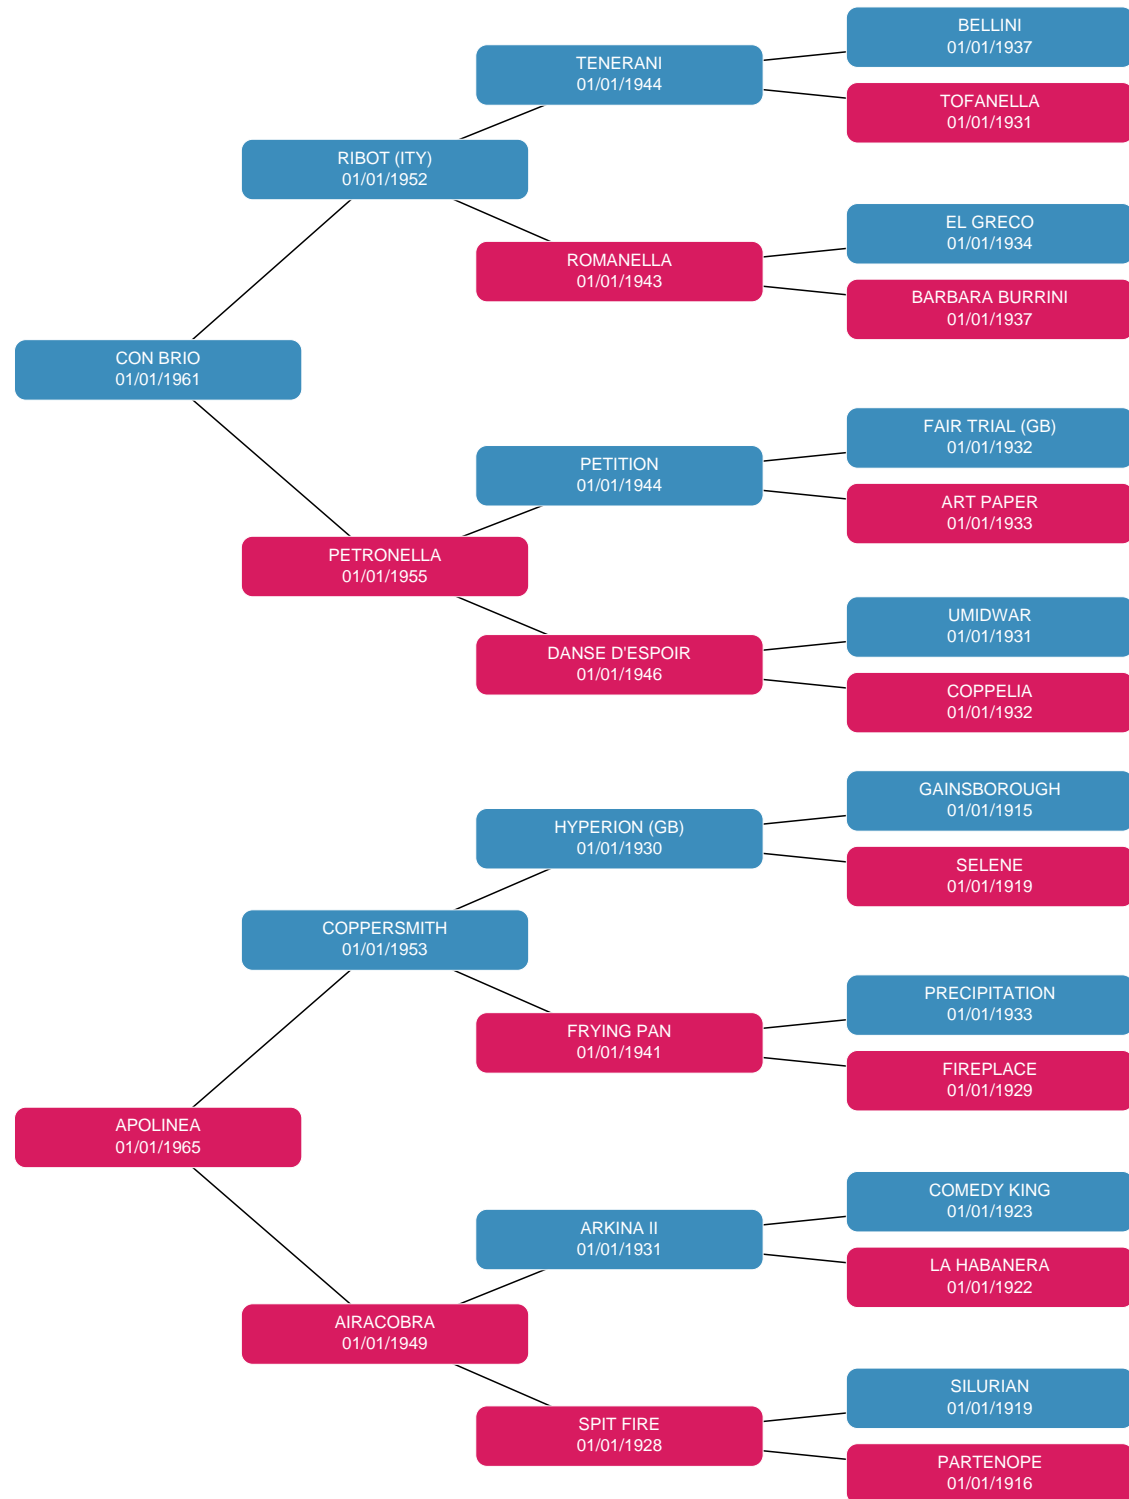 BELLINI
01/01/1937
TENERANI
01/01/1944
TOFANELLA
01/01/1931
RIBOT (ITY)
01/01/1952
EL GRECO
01/01/1934
ROMANELLA
01/01/1943
BARBARA BURRINI
01/01/1937
CON BRIO
01/01/1961
FAIR TRIAL (GB)
01/01/1932
PETITION
01/01/1944
ART PAPER
01/01/1933
PETRONELLA
01/01/1955
UMIDWAR
01/01/1931
DANSE D'ESPOIR
01/01/1946
COPPELIA
01/01/1932
GAINSBOROUGH
01/01/1915
HYPERION (GB)
01/01/1930
SELENE
01/01/1919
COPPERSMITH
01/01/1953
PRECIPITATION
01/01/1933
FRYING PAN
01/01/1941
FIREPLACE
01/01/1929
APOLINEA
01/01/1965
COMEDY KING
01/01/1923
ARKINA II
01/01/1931
LA HABANERA
01/01/1922
AIRACOBRA
01/01/1949
SILURIAN
01/01/1919
SPIT FIRE
01/01/1928
PARTENOPE
01/01/1916